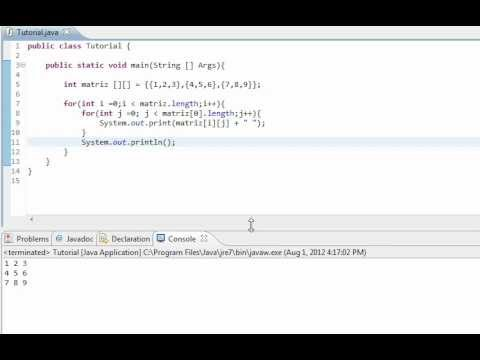 Tutorial.java
1 public class Tutorial {
2
3 public static void main(String [] Args){
4
5 int matriz [][] = {{1,2,3},{4,5,6},{7,8,9}};
6
7 for(int i =0;i < matriz.length;i++){
8 for(int j =0; j < matriz[0].length;j++){
9 System.out.print(matriz[i][j] + " ");
10 }
11 System.out.println();
12 }
13 }
14 }
15
Problems @ Javadoc Declaration Console
<terminated> Tutorial [Java Application] C:\Program Files\Java\jre7\bin\javaw.exe (Aug 1, 2012 4:17:02 PM)
1 2 3
4 5 6
7 8 9